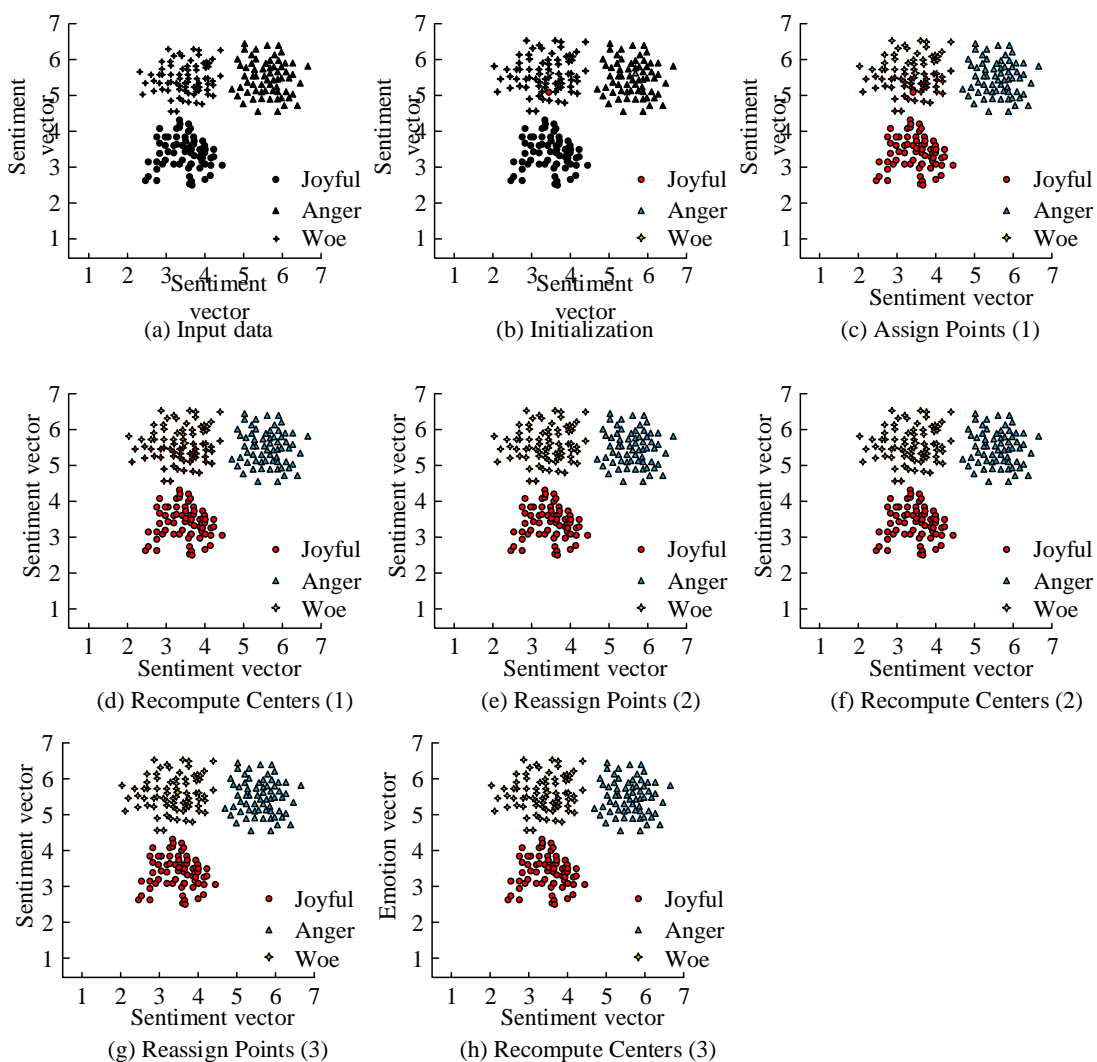 7
6
5
4
3
2
1
Sentiment
vector
Joyful
Anger
Woe
1 2 3 4 5 6 7
Sentiment
vector
(a) Input data
7
6
5
4
3
2
1
Sentiment
vector
Joyful
Anger
Woe
1 2 3 4 5 6 7
Sentiment
vector
(b) Initialization
7
6
5
4
3
2
1
Sentiment
vector
Joyful
Anger
Woe
1 2 3 4 5 6 7
Sentiment vector
(c) Assign Points (1)
7
6
5
4
3
2
1
Sentiment vector
Joyful
Anger
Woe
1 2 3 4 5 6 7
Sentiment vector
(d) Recompute Centers (1)
7
6
5
4
3
2
1
Sentiment vector
Joyful
Anger
Woe
1 2 3 4 5 6 7
Sentiment vector
(e) Reassign Points (2)
7
6
5
4
3
2
1
Sentiment vector
Joyful
Anger
Woe
1 2 3 4 5 6 7
Sentiment vector
(f) Recompute Centers (2)
7
6
5
4
3
2
1
Sentiment vector
Joyful
Anger
Woe
1 2 3 4 5 6 7
Sentiment vector
(g) Reassign Points (3)
7
6
5
4
3
2
1
Emotion vector
Joyful
Anger
Woe
1 2 3 4 5 6 7
Sentiment vector
(h) Recompute Centers (3)